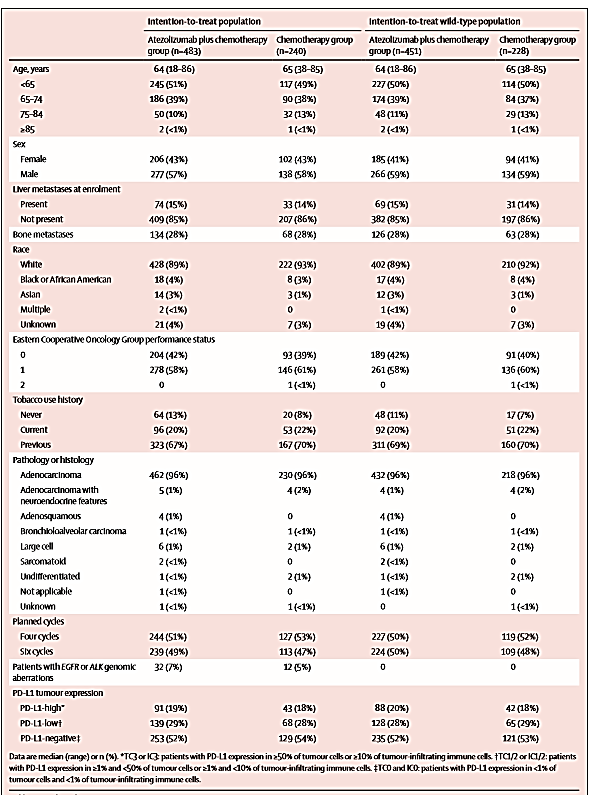 Intention-to-treat population Intention-to-treat wild-type population
Atezolizumab plus chemotherapy group (n=483) Chemotherapy group (n=240) Atezolizumab plus chemotherapy group (n=451) Chemotherapy group (n=228)
Age, years 64 (18–86) 65 (38–85) 64 (18–86) 65 (38–85)
<65 245 (51%) 117 (49%) 227 (50%) 114 (50%)
65–74 186 (39%) 90 (38%) 174 (39%) 84 (37%)
75–84 50 (10%) 32 (13%) 48 (11%) 29 (13%)
≥85 2 (<1%) 1 (<1%) 2 (<1%) 1 (<1%)
Sex
Female 206 (43%) 102 (43%) 185 (41%) 94 (41%)
Male 277 (57%) 138 (58%) 266 (59%) 134 (59%)
Liver metastases at enrolment
Present 74 (15%) 33 (14%) 69 (15%) 31 (14%)
Not present 409 (85%) 207 (86%) 382 (85%) 197 (86%)
Bone metastases 134 (28%) 68 (28%) 126 (28%) 63 (28%)
Race
White 428 (89%) 222 (93%) 402 (89%) 210 (92%)
Black or African American 18 (4%) 8 (3%) 17 (4%) 8 (4%)
Asian 14 (3%) 3 (1%) 12 (3%) 3 (1%)
Multiple 2 (<1%) 0 1 (<1%) 0
Unknown 21 (4%) 7 (3%) 19 (4%) 7 (3%)
Eastern Cooperative Oncology Group performance status
0 204 (42%) 93 (39%) 189 (42%) 91 (40%)
1 278 (58%) 146 (61%) 261 (58%) 136 (60%)
2 0 1 (<1%) 0 1 (<1%)
Tobacco use history
Never 64 (13%) 20 (8%) 48 (11%) 17 (7%)
Current 96 (20%) 53 (22%) 92 (20%) 51 (22%)
Previous 323 (67%) 167 (70%) 311 (69%) 160 (70%)
Pathology or histology
Adenocarcinoma 462 (96%) 230 (96%) 432 (96%) 218 (96%)
Adenocarcinoma with neuroendocrine features 5 (1%) 4 (2%) 4 (1%) 4 (2%)
Adenosquamous 4 (1%) 0 4 (1%) 0
Bronchioloalveolar carcinoma 1 (<1%) 1 (<1%) 1 (<1%) 1 (<1%)
Large cell 6 (1%) 2 (1%) 6 (1%) 2 (1%)
Sarcomatoid 2 (<1%) 0 2 (<1%) 0
Undifferentiated 1 (<1%) 2 (1%) 1 (<1%) 2 (1%)
Not applicable 1 (<1%) 0 1 (<1%) 0
Unknown 1 (<1%) 1 (<1%) 0 1 (<1%)
Planned cycles
Four cycles 244 (51%) 127 (53%) 227 (50%) 119 (52%)
Six cycles 239 (49%) 113 (47%) 224 (50%) 109 (48%)
Patients with EGFR or ALK genomic aberrations 32 (7%) 12 (5%) 0 0
PD-L1 tumour expression
PD-L1-high* 91 (19%) 43 (18%) 88 (20%) 42 (18%)
PD-L1-low† 139 (29%) 68 (28%) 128 (28%) 65 (29%)
PD-L1-negative‡ 253 (52%) 129 (54%) 235 (52%) 121 (53%)
Data are median (range) or n (%). *TC3 or IC3: patients with PD-L1 expression in ≥50% of tumour cells or ≥10% of tumour-infiltrating immune cells. †TC1/2 or IC1/2: patients
with PD-L1 expression in ≥1% and <50% of tumour cells or ≥1% and <10% of tumour-infiltrating immune cells. ‡TC0 and IC0: patients with PD-L1 expression in <1% of
tumour cells and <1% of tumour-infiltrating immune cells.